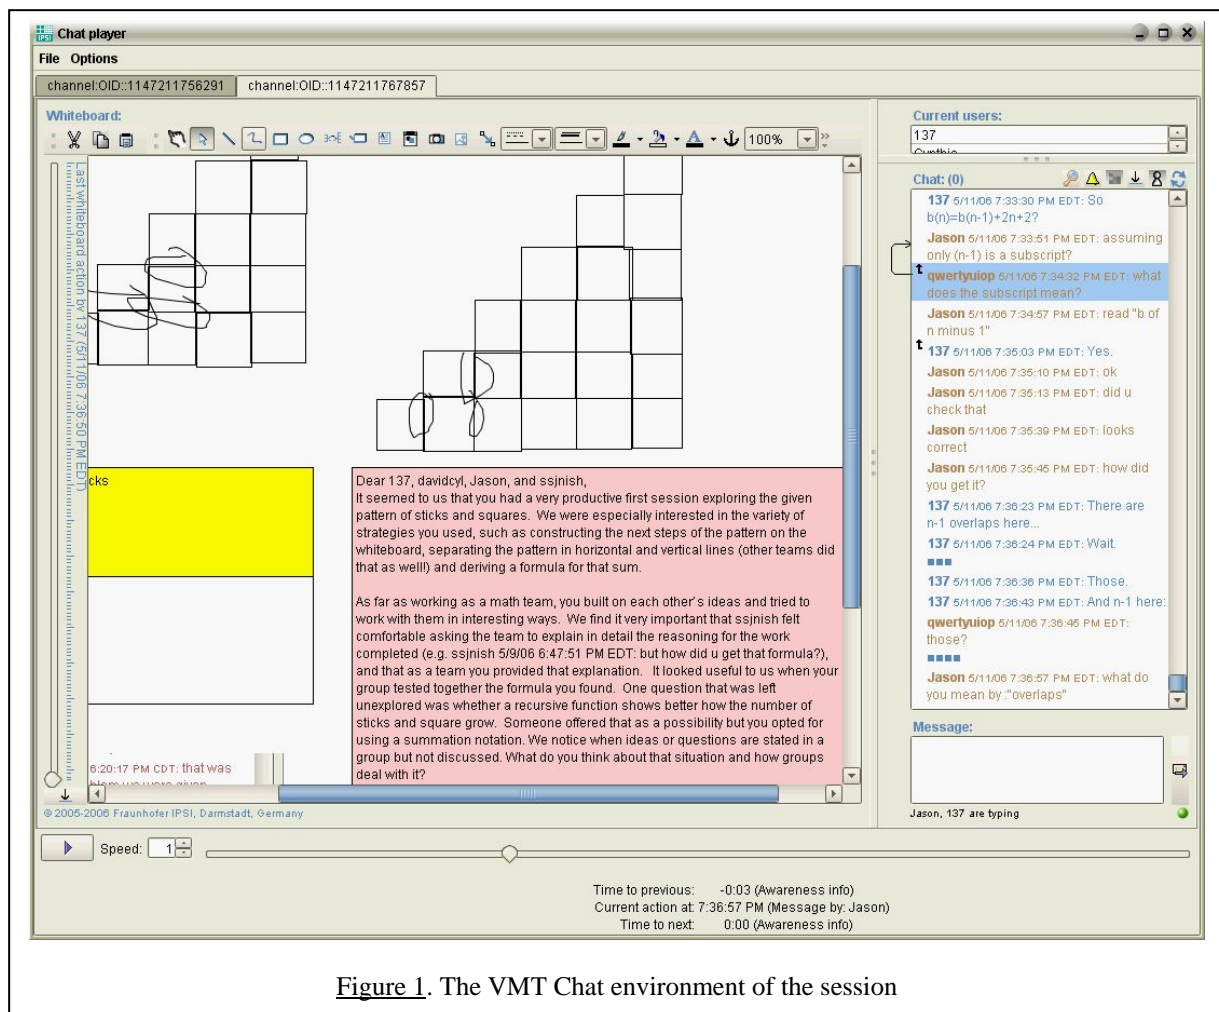 Chat player
File Options
channel:OID::1147211756291 channel:OID::1147211767857
Whiteboard:
100%
Last whiteboard action by 137 (5/11/06 7:36:50 PM EDT)
cks
Dear 137, davidcyl, Jason, and ssjnish,
It seemed to us that you had a very productive first session exploring the given
pattern of sticks and squares. We were especially interested in the variety of
strategies you used, such as constructing the next steps of the pattern on the
whiteboard, separating the pattern in horizontal and vertical lines (other teams did
that as well!) and deriving a formula for that sum.
As far as working as a math team, you built on each other's ideas and tried to
work with them in interesting ways. We find it very important that ssjnish felt
comfortable asking the team to explain in detail the reasoning for the work
completed (e.g. ssjnish 5/9/06 6:47:51 PM EDT: but how did u get that formula?),
and that as a team you provided that explanation. It looked useful to us when your
group tested together the formula you found. One question that was left
unexplored was whether a recursive function shows better how the number of
sticks and square grow. Someone offered that as a possibility but you opted for
using a summation notation. We notice when ideas or questions are stated in a
group but not discussed. What do you think about that situation and how groups
deal with it?
6:20:17 PM CDT: that was
© 2005-2006 Fraunhofer IPSI, Darmstadt, Germany
Current users:
137
Chat: (0)
137 5/11/06 7:33:30 PM EDT: So
b(n)=b(n-1)+2n+2?
Jason 5/11/06 7:33:51 PM EDT: assuming
only (n-1) is a subscript?
qwertyuiop 5/11/06 7:34:32 PM EDT: what
does the subscript mean?
Jason 5/11/06 7:34:57 PM EDT: read "b of
n minus 1"
137 5/11/06 7:35:03 PM EDT: Yes.
Jason 5/11/06 7:35:10 PM EDT: ok
Jason 5/11/06 7:35:13 PM EDT: did u
check that
Jason 5/11/06 7:35:39 PM EDT: looks
correct
Jason 5/11/06 7:35:45 PM EDT: how did
you get it?
137 5/11/06 7:36:23 PM EDT: There are
n-1 overlaps here...
137 5/11/06 7:36:24 PM EDT: Wait.
137 5/11/06 7:36:36 PM EDT: Those.
137 5/11/06 7:36:43 PM EDT: And n-1 here:
qwertyuiop 5/11/06 7:36:45 PM EDT:
those?
Jason 5/11/06 7:36:57 PM EDT: what do
you mean by :"overlaps"
Message:
Jason, 137 are typing
Speed: 1
Time to previous: -0:03 (Awareness info)
Current action at: 7:36:57 PM (Message by: Jason)
Time to next: 0:00 (Awareness info)
Figure 1. The VMT Chat environment of the session